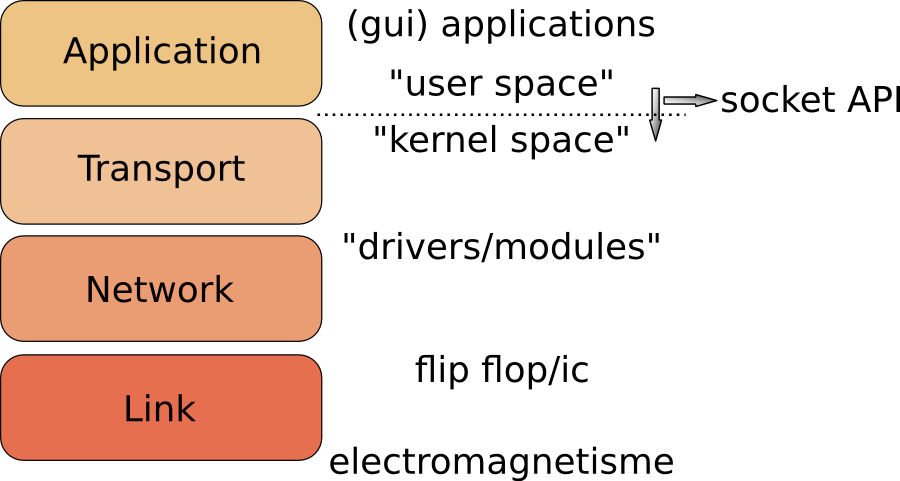 Application
(gui) applications
"user space"
socket API
"kernel space"
Transport
"drivers/modules"
Network
flip flop/ic
Link
electromagnetisme